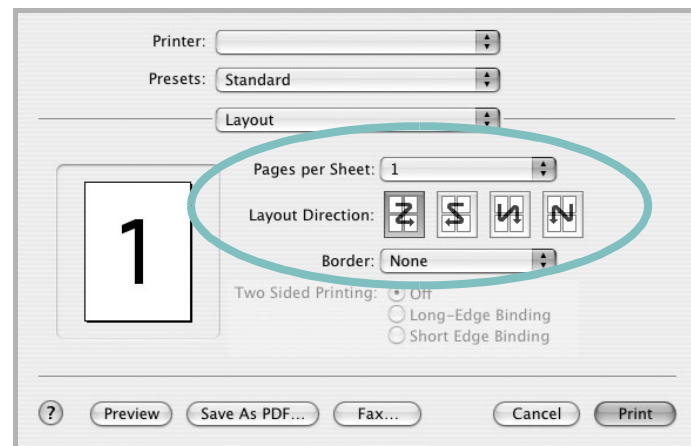 Printer:
Presets: Standard
Layout
Pages per Sheet: 1
Layout Direction:
Border: None
1
Two Sided Printing: Off
Long-Edge Binding
Short Edge Binding
? Preview Save As PDF... Fax... Cancel Print